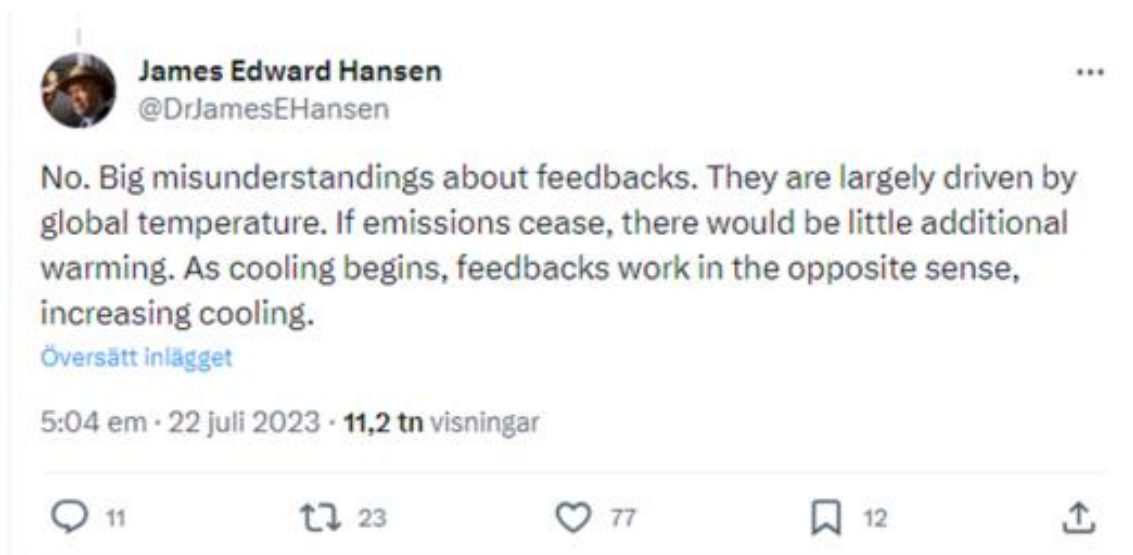 James Edward Hansen
@DrJamesEHansen
No. Big misunderstandings about feedbacks. They are largely driven by
global temperature. If emissions cease, there would be little additional
warming. As cooling begins, feedbacks work in the opposite sense,
increasing cooling.
Översätt inlägget
5:04 em · 22 juli 2023 · 11,2 tn visningar
11 23 77 12